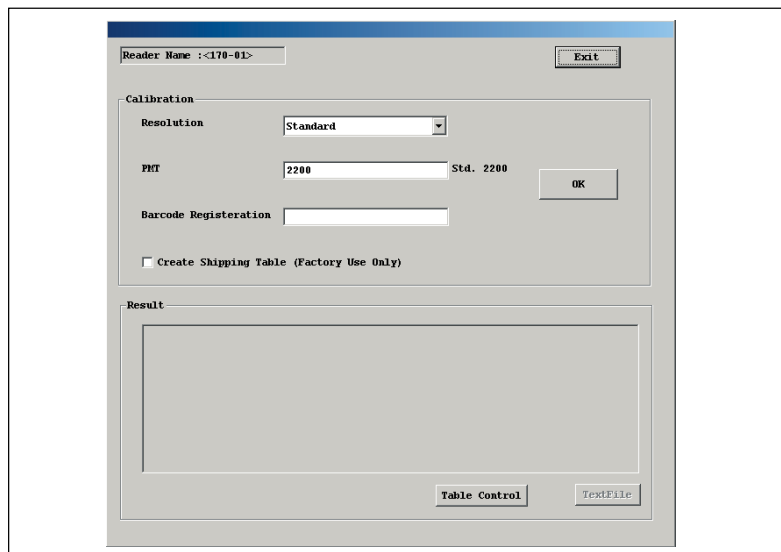 Reader Name :<170-01>
Exit
Calibration
Resolution
Standard
PMT
2200
Std. 2200
OK
Barcode Registeration
Create Shipping Table (Factory Use Only)
Result
Table Control
TextFile